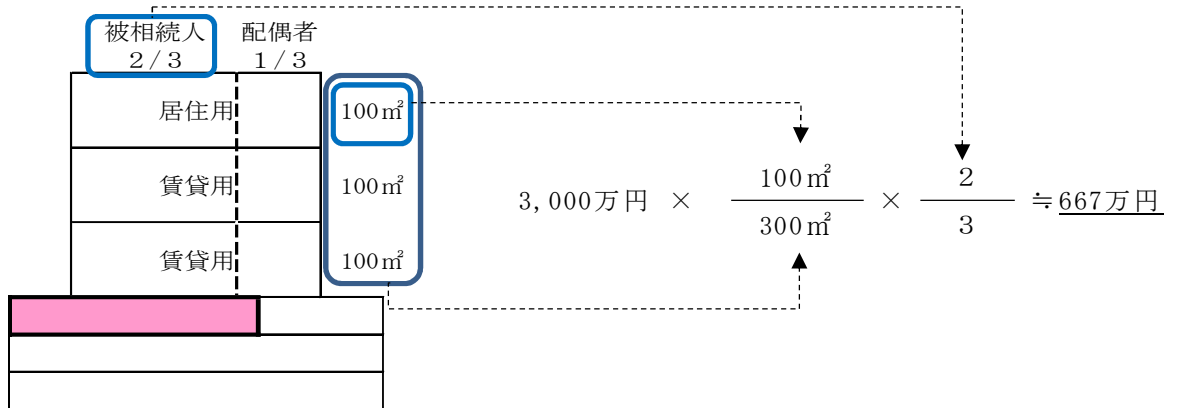 被相続人 配偶者
2/3 1/3
居住用 100㎡
賃貸用 100㎡
賃貸用 100㎡
3,000万円 × 100㎡/300㎡ × 2/3 ≒667万円